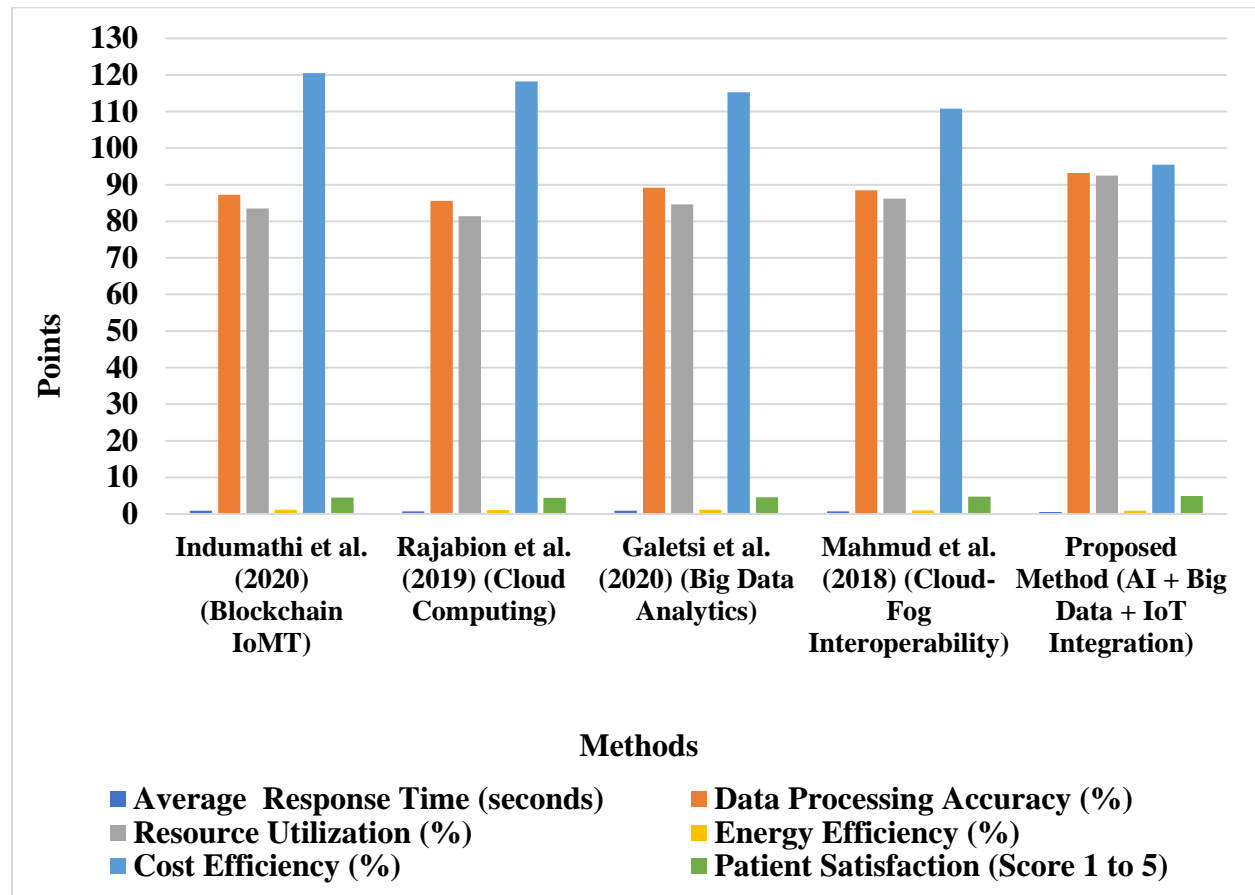 130
120
110
100
90
80
70
60
50
40
30
20
10
0
Points
Indumathi et al.
(2020)
(Blockchain
IoMT)
Rajabion et al.
(2019) (Cloud
Computing)
Galetsi et al.
(2020) (Big Data
Analytics)
Mahmud et al.
(2018) (Cloud-
Fog
Interoperability)
Proposed
Method (AI + Big
Data + IoT
Integration)
Methods
Average Response Time (seconds)
Data Processing Accuracy (%)
Resource Utilization (%)
Energy Efficiency (%)
Cost Efficiency (%)
Patient Satisfaction (Score 1 to 5)